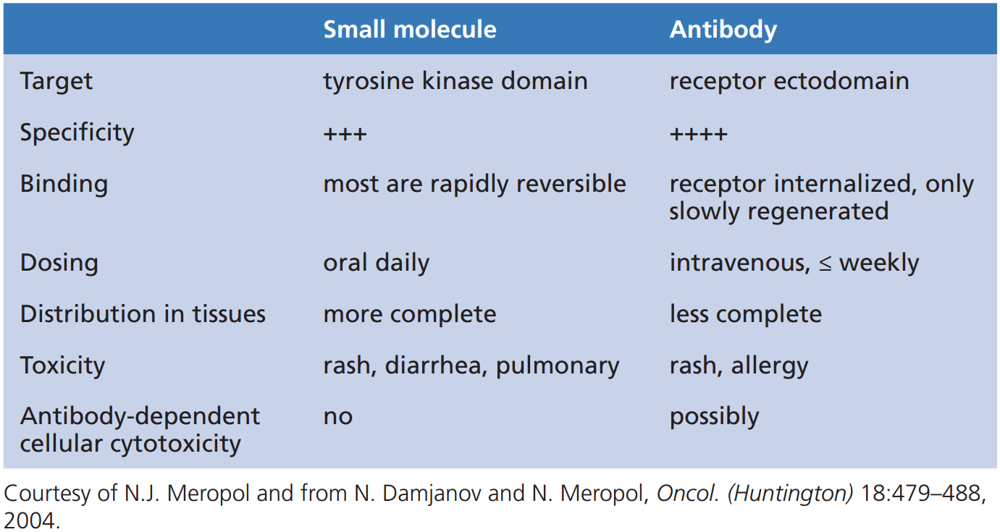 Small molecule Antibody
Target tyrosine kinase domain receptor ectodomain
Specificity +++ ++++
Binding most are rapidly reversible receptor internalized, only
slowly regenerated
Dosing oral daily intravenous, ≤ weekly
Distribution in tissues more complete less complete
Toxicity rash, diarrhea, pulmonary rash, allergy
Antibody-dependent no possibly
cellular cytotoxicity
Courtesy of N.J. Meropol and from N. Damjanov and N. Meropol, Oncol. (Huntington) 18:479–488,
2004.